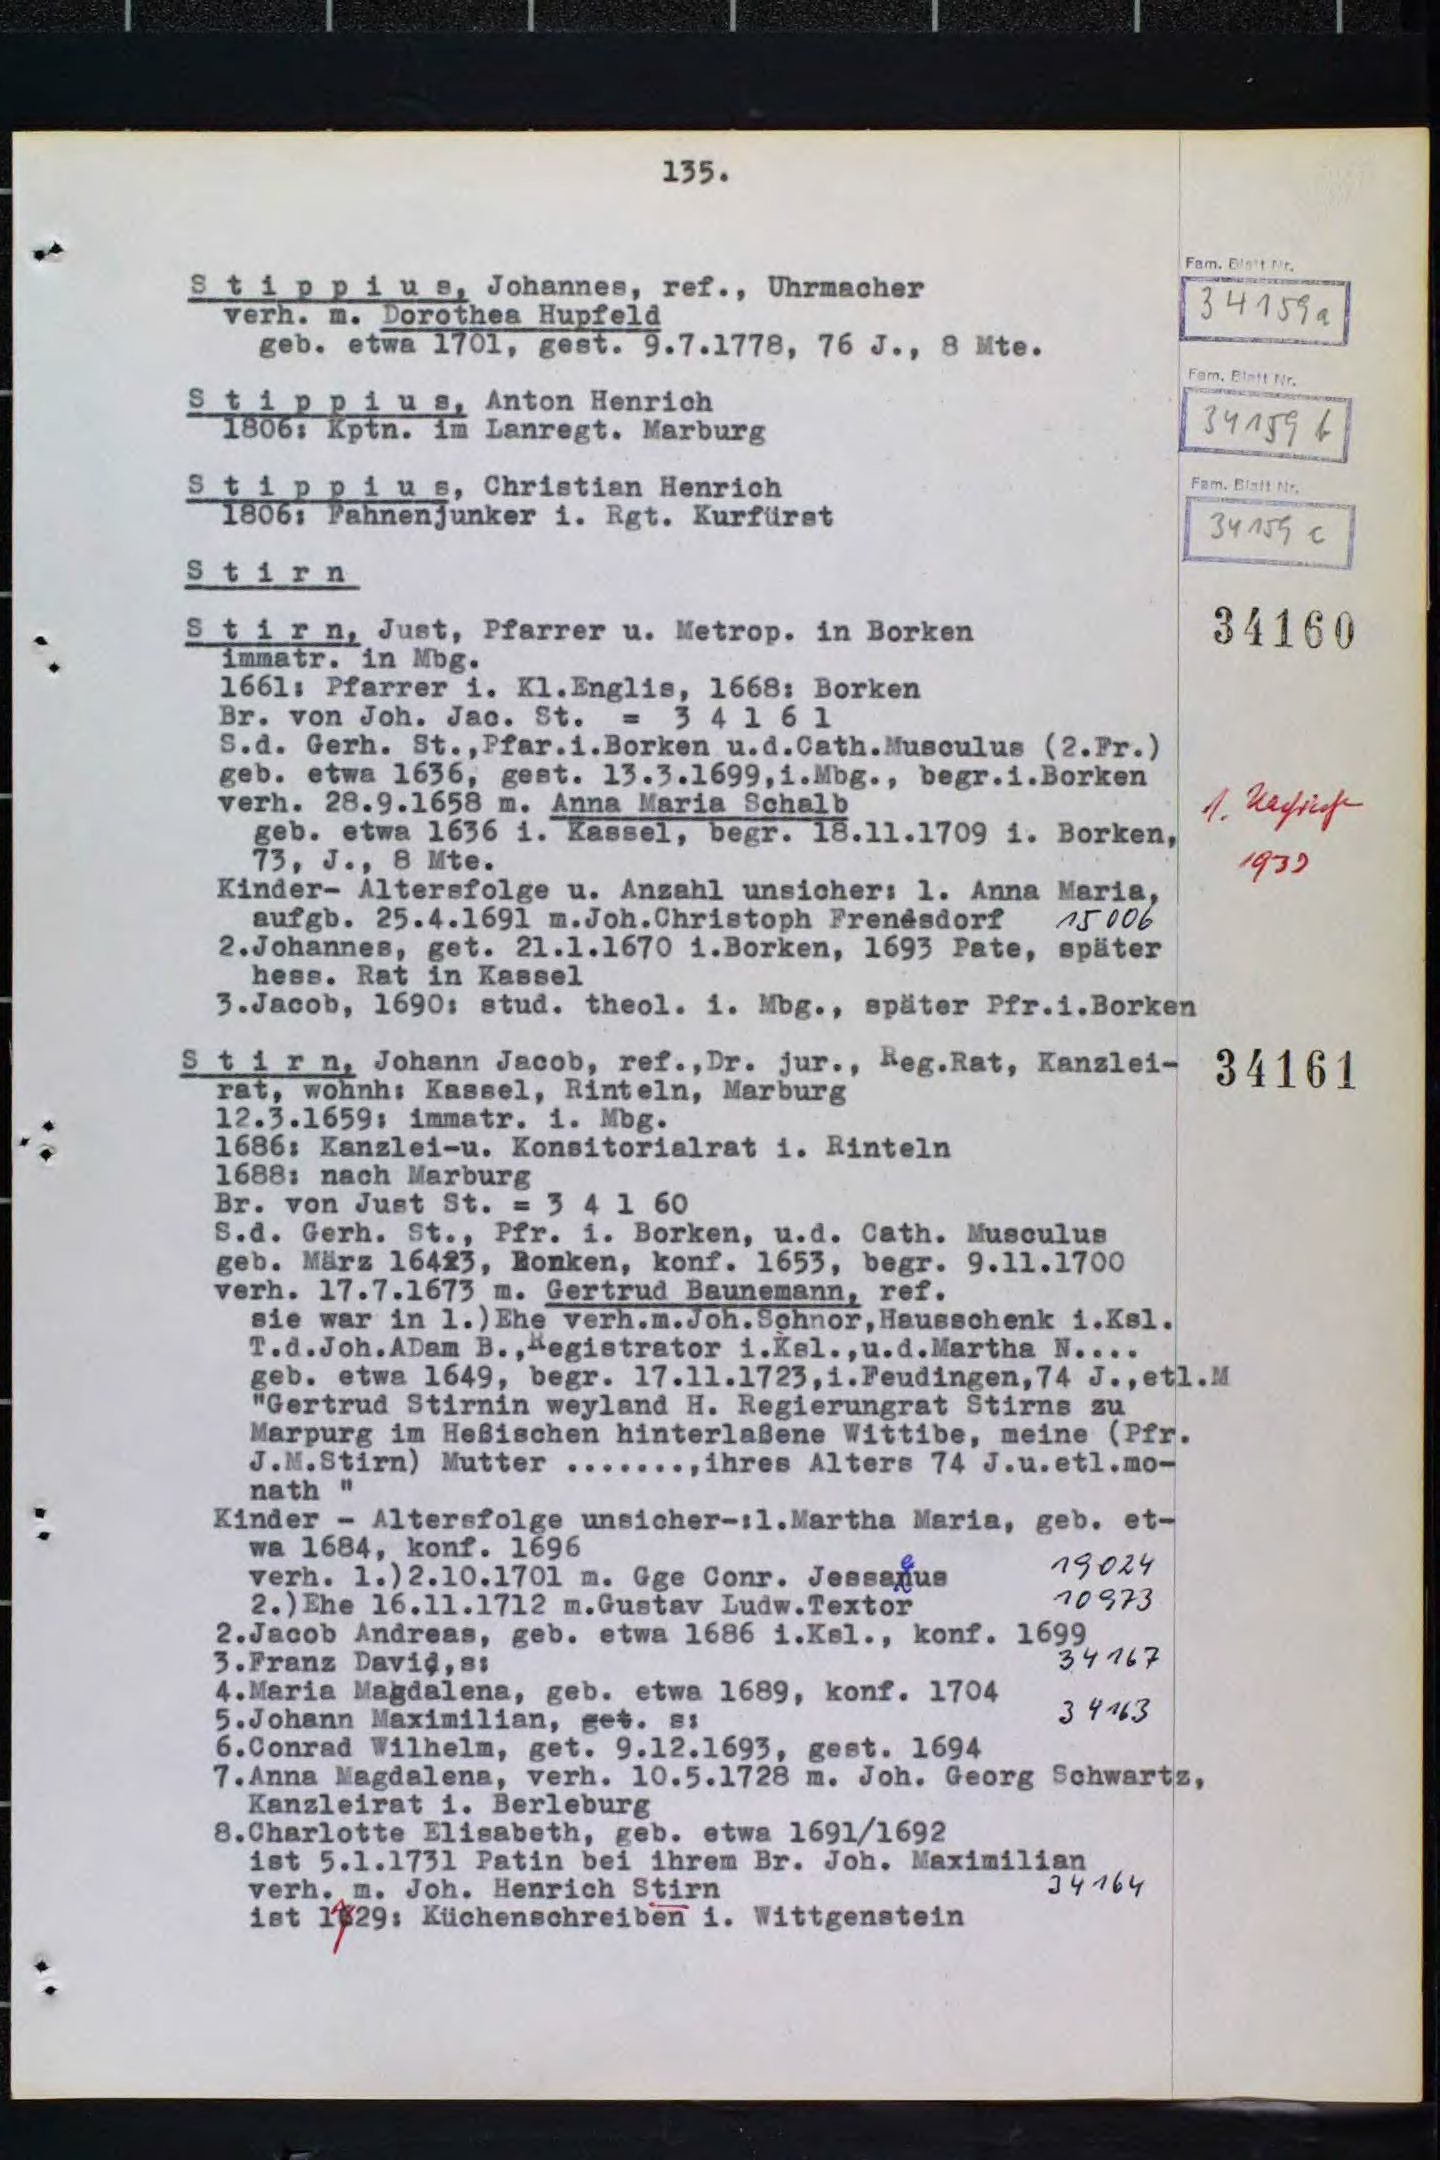 135.
Fam. Blatt Nr.
S t i p p i u s, Johannes, ref., Uhrmacher 34159a
verh. m. Dorothea Hupfeld
geb. etwa 1701, gest. 9.7.1778, 76 J., 8 Mte.
Fam. Blatt Nr.
S t i p p i u s, Anton Henrich 34159 b
1806: Kptn. im Lanregt. Marburg
Fam. Blatt Nr.
S t i p p i u s, Christian Henrich
1806: Fahnenjunker i. Rgt. Kurfürst 34159 c
S t i r n
S t i r n, Just, Pfarrer u. Metrop. in Borken 34160
immatr. in Mbg.
1661: Pfarrer i. Kl.Englis, 1668: Borken
Br. von Joh. Jac. St. = 3 4 1 6 1
S.d. Gerh. St.,Pfar.i.Borken u.d.Cath.Musculus (2.Fr.)
geb. etwa 1636, gest. 13.3.1699,i.Mbg., begr.i.Borken
verh. 28.9.1658 m. Anna Maria Schalb 1.
geb. etwa 1636 i. Kassel, begr. 18.11.1709 i. Borken,
73, J., 8 Mte. 1939
Kinder- Altersfolge u. Anzahl unsicher: 1. Anna Maria,
aufgb. 25.4.1691 m.Joh.Christoph Frendsdorf 15006
2.Johannes, get. 21.1.1670 i.Borken, 1693 Pate, später
hess. Rat in Kassel
3.Jacob, 1690: stud. theol. i. Mbg., später Pfr.i.Borken
S t i r n, Johann Jacob, ref.,Dr. jur., Reg.Rat, Kanzlei- 34161
rat, wohnh: Kassel, Rinteln, Marburg
12.3.1659: immatr. i. Mbg.
1686: Kanzlei-u. Konsitorialrat i. Rinteln
1688: nach Marburg
Br. von Just St. = 3 4 1 60
S.d. Gerh. St., Pfr. i. Borken, u.d. Cath. Musculus
geb. März 16423, Borken, konf. 1653, begr. 9.11.1700
verh. 17.7.1673 m. Gertrud Baunemann, ref.
sie war in 1.)Ehe verh.m.Joh.Schnor,Hausschenk i.Ksl.
T.d.Joh.ADam B.,Registrator i.Ksl.,u.d.Martha N....
geb. etwa 1649, begr. 17.11.1723,i.Feudingen,74 J.,etl.M
"Gertrud Stirnin weyland H. Regierungrat Stirns zu
Marpurg im Heßischen hinterlaßene Wittibe, meine (Pfr.
J.M.Stirn) Mutter .......,ihres Alters 74 J.u.etl.mo-
nath "
Kinder - Altersfolge unsicher-:1.Martha Maria, geb. et-
wa 1684, konf. 1696
verh. 1.)2.10.1701 m. Gge Conr. Jessaeus 19024
2.)Ehe 16.11.1712 m.Gustav Ludw.Textor 10973
2.Jacob Andreas, geb. etwa 1686 i.Ksl., konf. 1699
3.Franz David,s: 34167
4.Maria Magdalena, geb. etwa 1689, konf. 1704
5.Johann Maximilian, get. s: 34163
6.Conrad Wilhelm, get. 9.12.1693, gest. 1694
7.Anna Magdalena, verh. 10.5.1728 m. Joh. Georg Schwartz,
Kanzleirat i. Berleburg
8.Charlotte Elisabeth, geb. etwa 1691/1692
ist 5.1.1731 Patin bei ihrem Br. Joh. Maximilian
verh. m. Joh. Henrich Stirn 34164
ist 1729: Küchenschreiben i. Wittgenstein